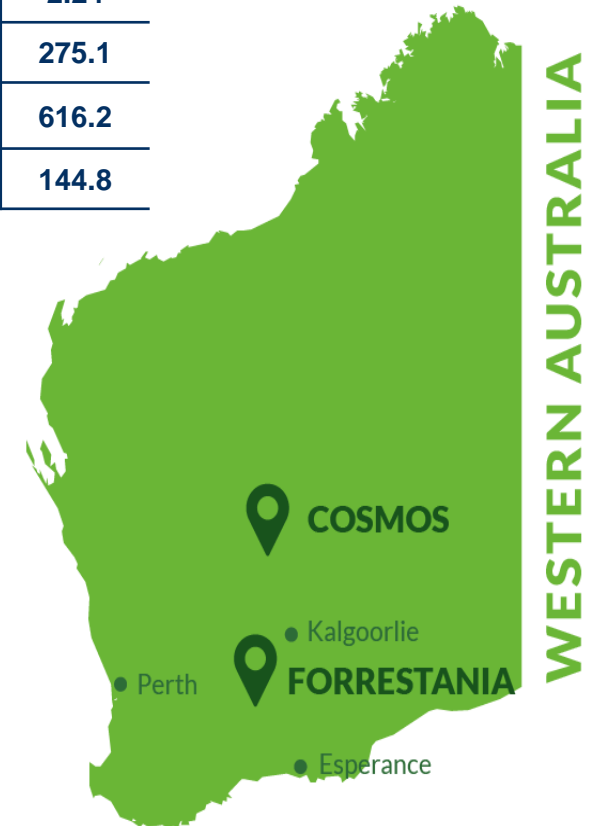 275.1
616.2
144.8
WESTERN AUSTRALIA
COSMOS
Kalgoorlie
Perth
FORRESTANIA
Esperance